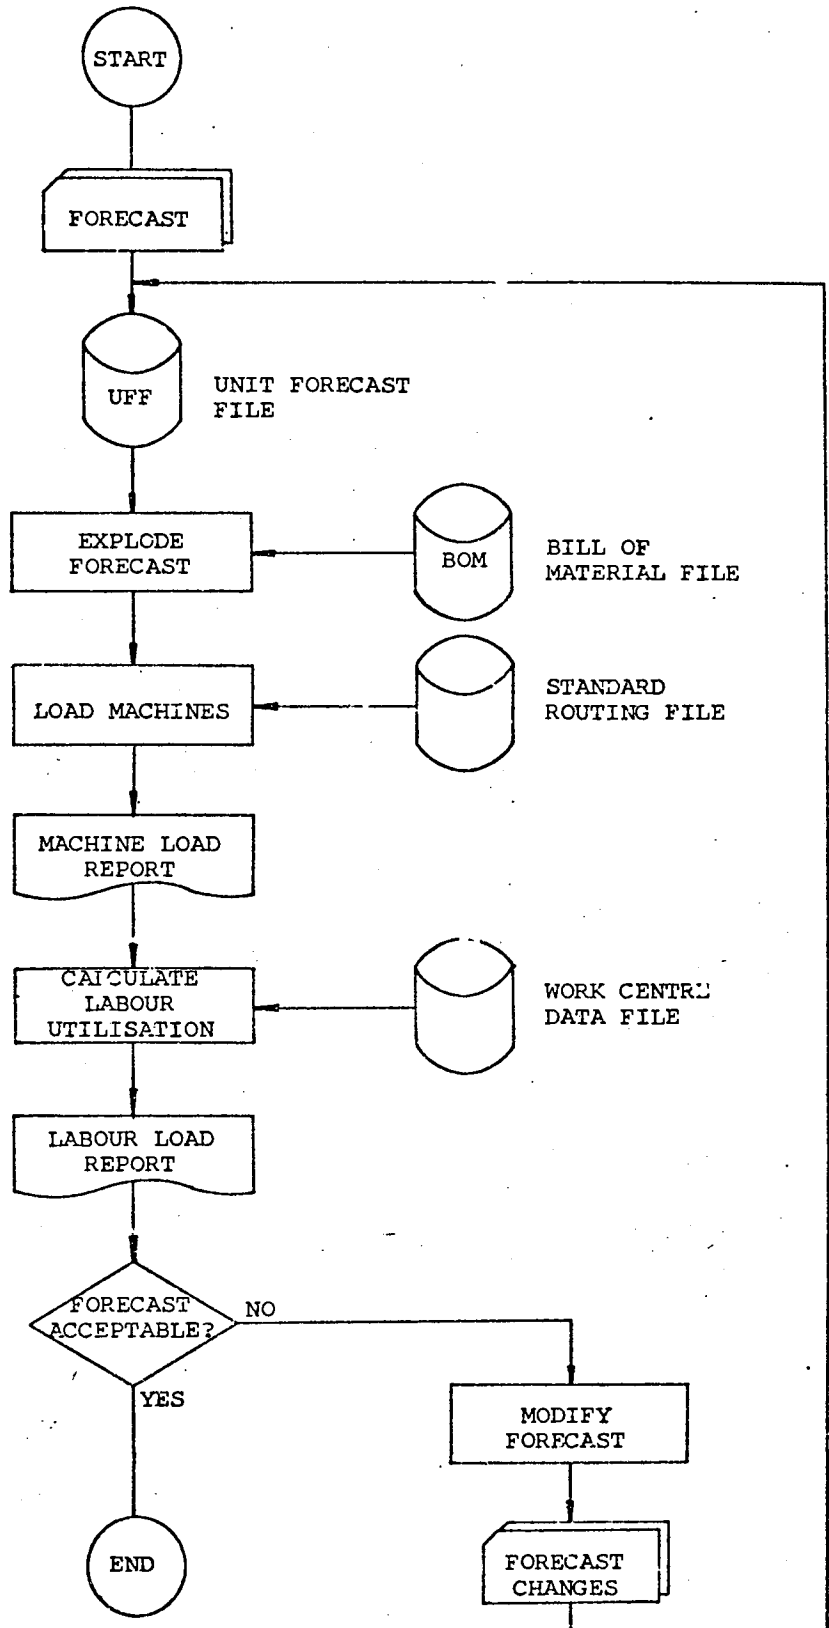 START
FORECAST
UFF
UNIT FORECAST
FILE
EXPLODE
FORECAST
BOM
BILL OF
MATERIAL FILE
LOAD MACHINES
STANDARD
ROUTING FILE
MACHINE LOAD
REPORT
CALCULATE
LABOUR
UTILISATION
WORK CENTRE
DATA FILE
LABOUR LOAD
REPORT
FORECAST
ACCEPTABLE?
NO
YES
MODIFY
FORECAST
END
FORECAST
CHANGES